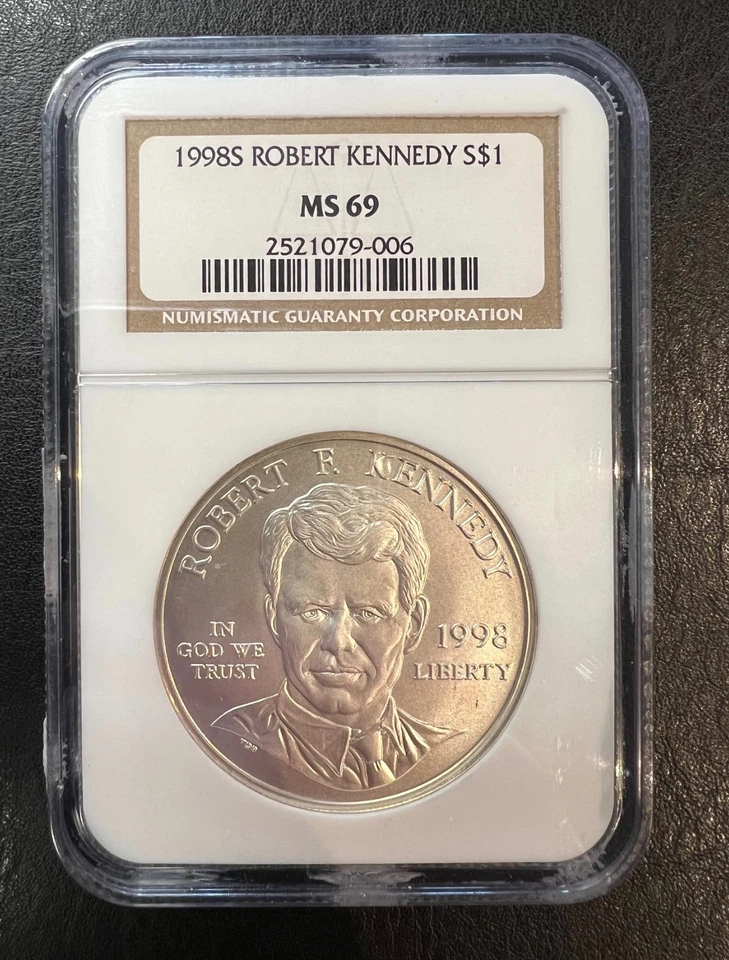 1998S ROBERT KENNEDY S$1
MS 69
2521079-006
NUMISMATIC GUARANTY CORPORATION
ROBERT F. KENNEDY
IN
GOD WE
TRUST
1998
LIBERTY